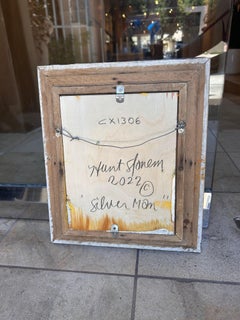 CX1306
Hunt Slonem
2022 ©
"Silver Moon"